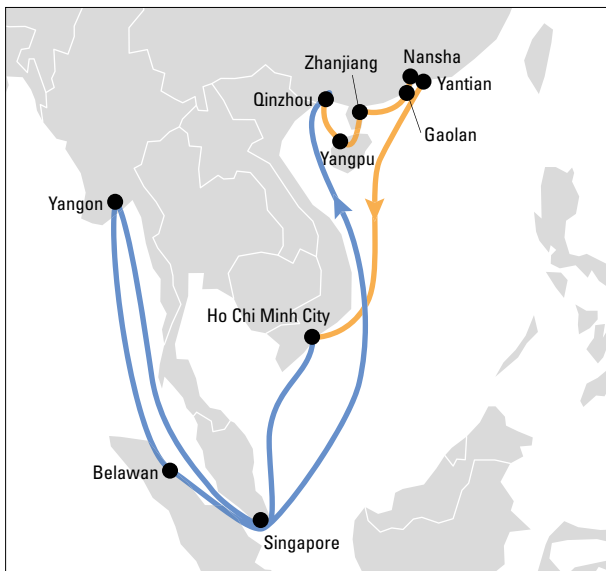 Nansha
Zhanjiang
Yantian
Qinzhou
Gaolan
Yangpu
Yangon
Ho Chi Minh City
Belawan
Singapore